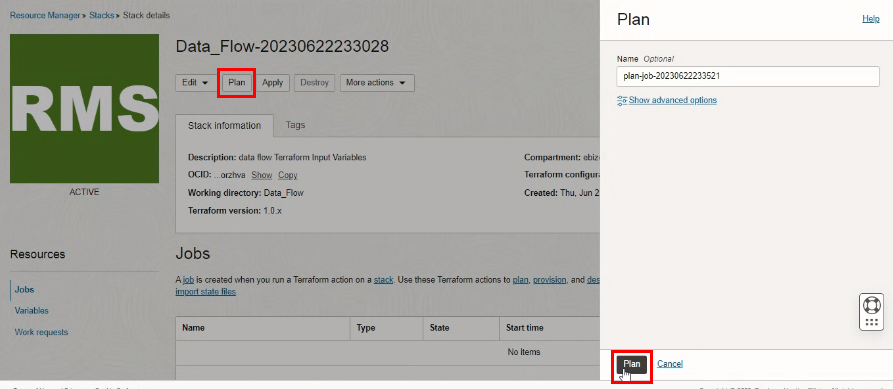 Resource Manager » Stacks » Stack details
RMS
ACTIVE
Data_Flow-20230622233028
Edit
Plan
Apply
Destroy
More actions
Stack information
Tags
Description: data flow Terraform Input Variables
OCID: ...orzhva Show Copy
Working directory: Data_Flow
Terraform version: 1.0.x
Compartment: ebiz
Terraform configura
Created: Thu, Jun 2
Resources
Jobs
Variables
Work requests
Jobs
A job is created when you run a Terraform action on a stack. Use these Terraform actions to plan, provision, and des
import state files.
Name
Type
State
Start time
No items
Plan
Help
Name Optional
plan-job-20230622233521
Show advanced options
Plan
Cancel